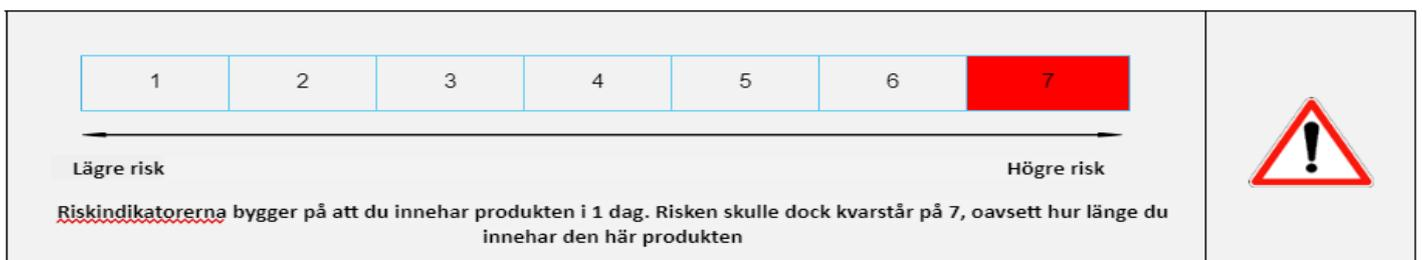 1 2 3 4 5 6 7
Lägre risk Högre risk
Riskindikatorerna bygger på att du innehar produkten i 1 dag. Risken skulle dock kvarstår på 7, oavsett hur länge du
innehar den här produkten